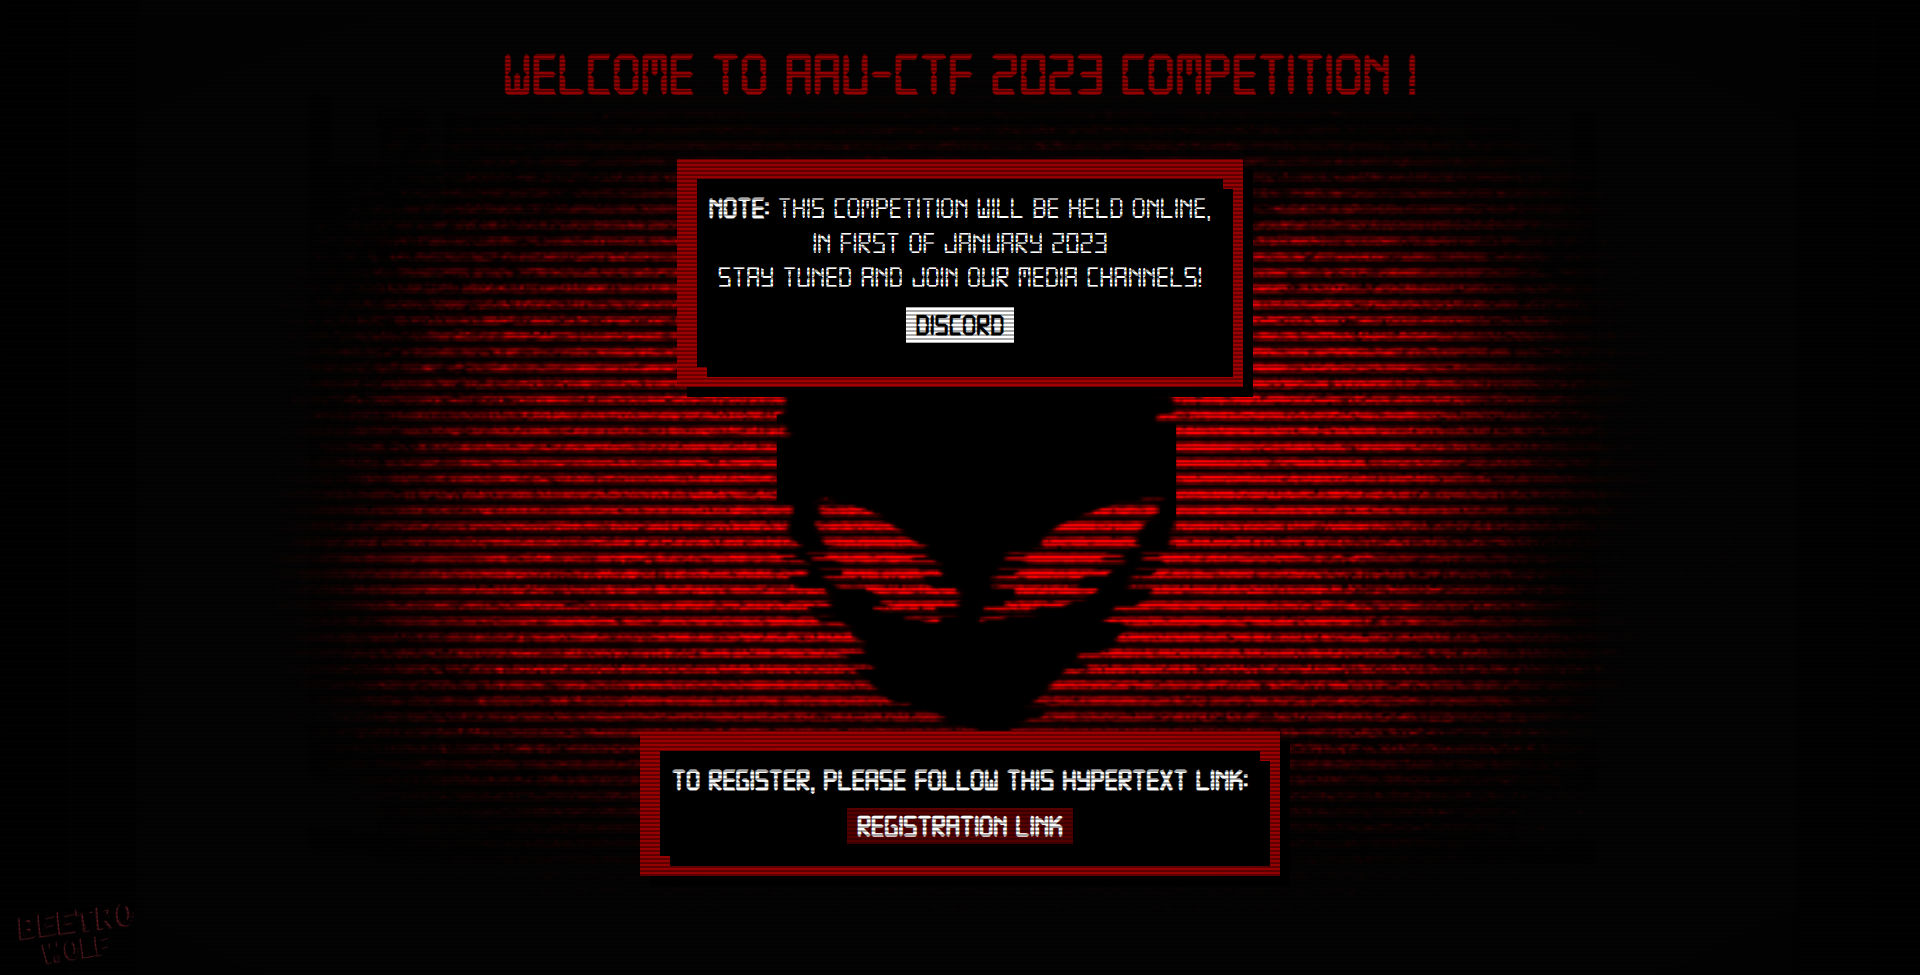 WELCOME TO AAU-CTF 2023 COMPETITION !
NOTE: THIS COMPETITION WILL BE HELD ONLINE,
IN FIRST OF JANUARY 2023
STAY TUNED AND JOIN OUR MEDIA CHANNELS!
DISCORD
TO REGISTER, PLEASE FOLLOW THIS HYPERTEXT LINK:
REGISTRATION LINK
BEETRO
WOLF